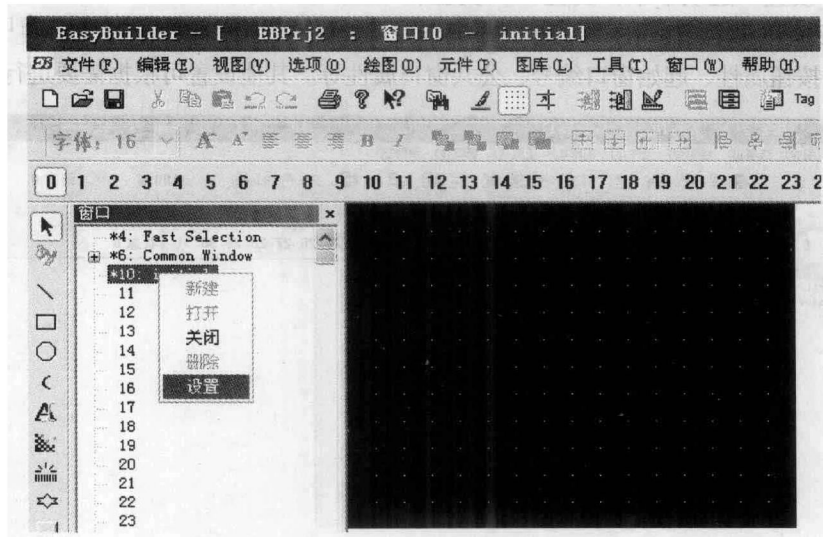 EasyBuilder - [ EBPrj2 : 窗口10 - initial]
EB 文件(F) 编辑(E) 视图(V) 选项(O) 绘图(D) 元件(P) 图库(L) 工具(T) 窗口(W) 帮助(H)
Tag
字体: 16 A A B I
0 1 2 3 4 5 6 7 8 9 10 11 12 13 14 15 16 17 18 19 20 21 22 23 2
窗口
*4: Fast Selection
*6: Common Window
*10:
新建
11
打开
12
关闭
13
删除
14
设置
15
16
17
18
19
20
21
22
23